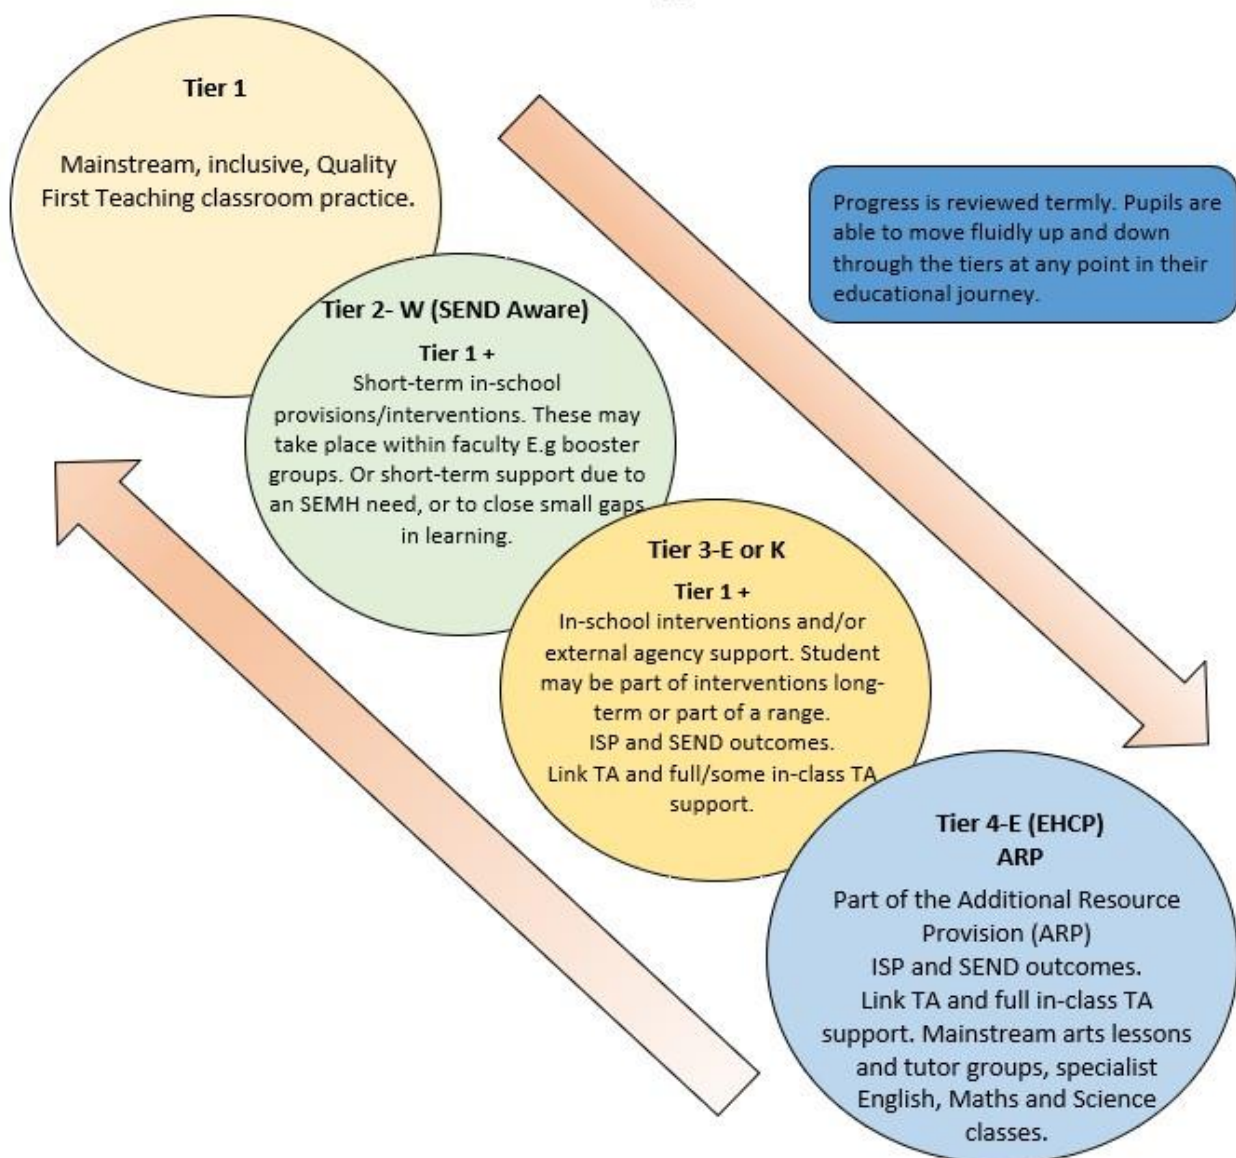 Tier 1
Mainstream, inclusive, Quality
First Teaching classroom practice.
Progress is reviewed termly. Pupils are
able to move fluidly up and down
through the tiers at any point in their
educational journey.
Tier 2- W (SEND Aware)
Tier 1 +
Short-term in-school
provisions/interventions. These may
take place within faculty E.g booster
groups. Or short-term support due to
an SEMH need, or to close small gaps
in learning.
Tier 3-E or K
Tier 1 +
In-school interventions and/or
external agency support. Student
may be part of interventions long-
term or part of a range.
ISP and SEND outcomes.
Link TA and full/some in-class TA
support.
Tier 4-E (EHCP)
ARP
Part of the Additional Resource
Provision (ARP)
ISP and SEND outcomes.
Link TA and full in-class TA
support. Mainstream arts lessons
and tutor groups, specialist
English, Maths and Science
classes.